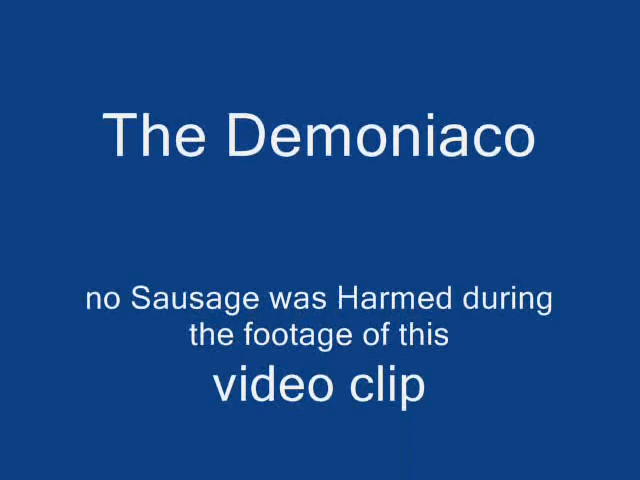 The Demoniaco
no Sausage was Harmed during
the footage of this
video clip